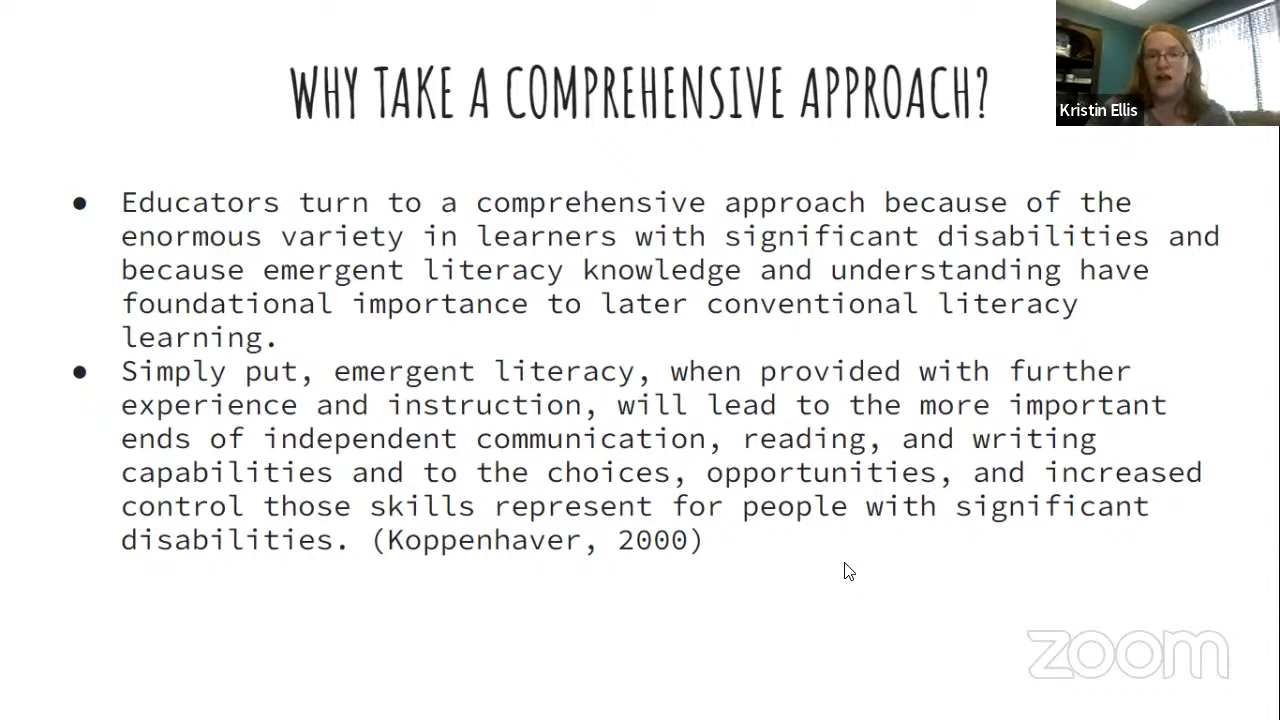 WHY TAKE A COMPREHENSIVE APPROACH?
Kristin Ellis
● Educators turn to a comprehensive approach because of the
enormous variety in learners with significant disabilities and
because emergent literacy knowledge and understanding have
foundational importance to later conventional literacy
learning.
● Simply put, emergent literacy, when provided with further
experience and instruction, will lead to the more important
ends of independent communication, reading, and writing
capabilities and to the choices, opportunities, and increased
control those skills represent for people with significant
disabilities. (Koppenhaver, 2000)
zoom